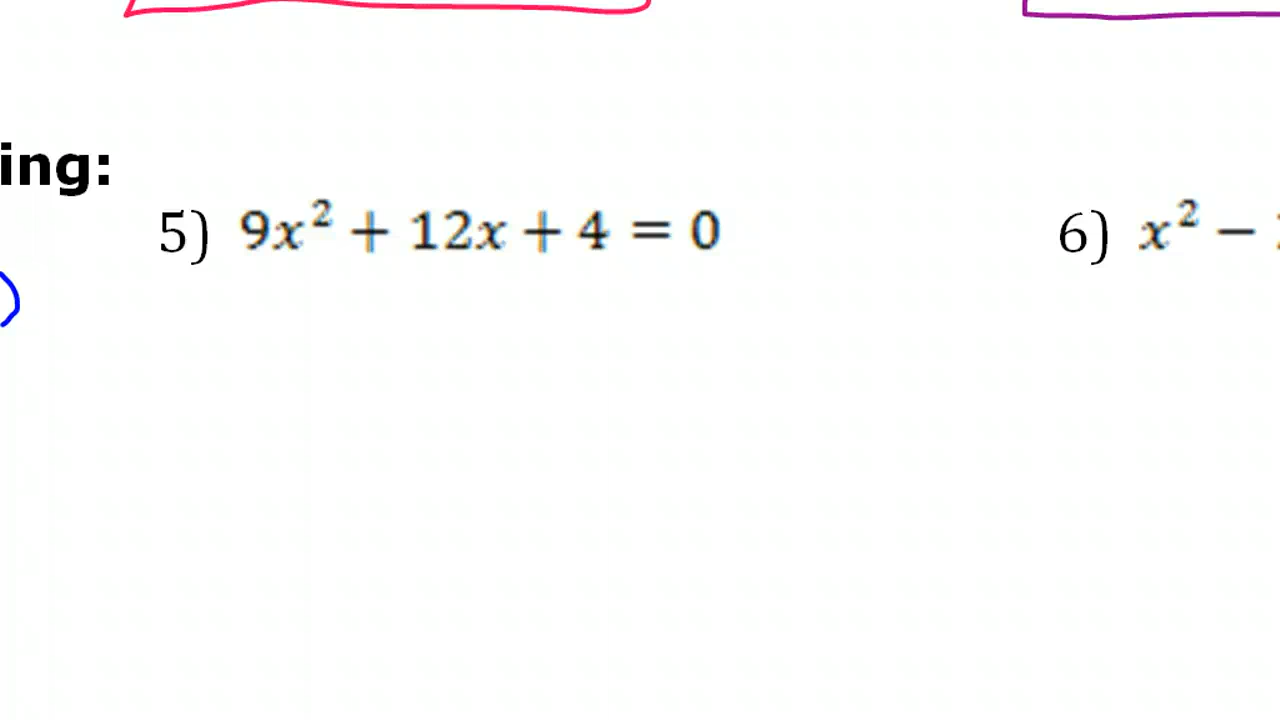 ing:
5) 9x² + 12x + 4 = 0
6) x² −
)